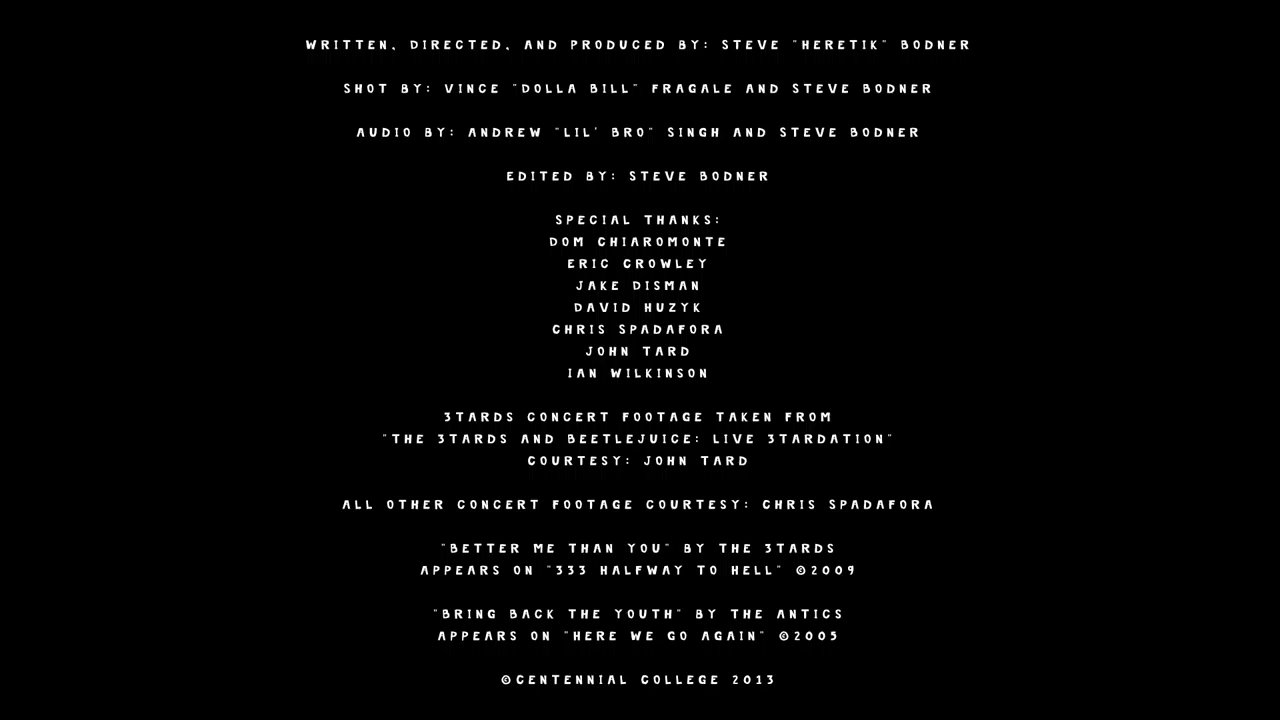 WRITTEN, DIRECTED, AND PRODUCED BY: STEVE "HERETIK" BODNER
SHOT BY: VINCE "DOLLA BILL" FRAGALE AND STEVE BODNER
AUDIO BY: ANDREW "LIL' BRO" SINGH AND STEVE BODNER
EDITED BY: STEVE BODNER
SPECIAL THANKS:
DOM CHIAROMONTE
ERIC CROWLEY
JAKE DISMAN
DAVID HUZYK
CHRIS SPADAFORA
JOHN TARD
IAN WILKINSON
3TARDS CONCERT FOOTAGE TAKEN FROM
"THE 3TARDS AND BEETLEJUICE: LIVE 3TARDATION"
COURTESY: JOHN TARD
ALL OTHER CONCERT FOOTAGE COURTESY: CHRIS SPADAFORA
"BETTER ME THAN YOU" BY THE 3TARDS
APPEARS ON "333 HALFWAY TO HELL" ©2009
"BRING BACK THE YOUTH" BY THE ANTICS
APPEARS ON "HERE WE GO AGAIN" ©2005
©CENTENNIAL COLLEGE 2013